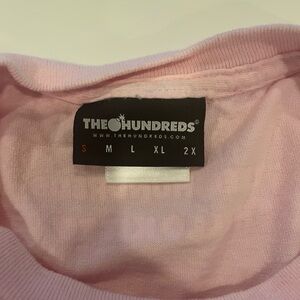 THE HUNDREDS©
WWW.THEHUNDREDS.COM
S M L XL 2X